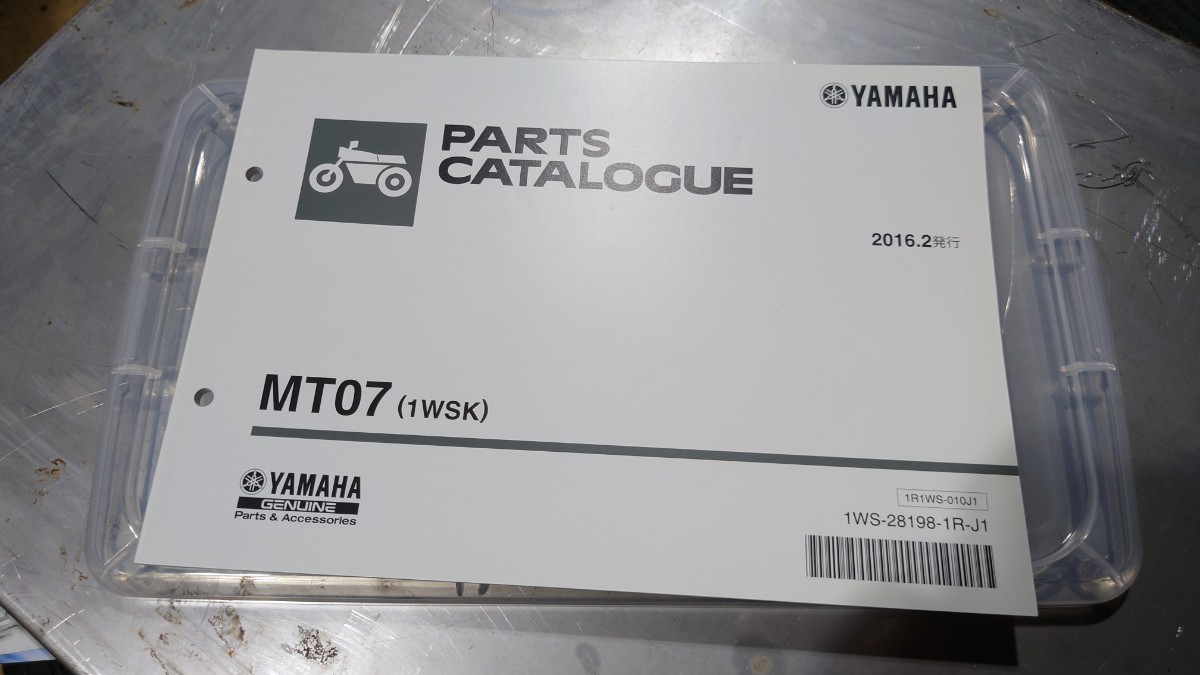 YAMAHA
PARTS
CATALOGUE
2016.2発行
MT07 (1WSK)
YAMAHA
GENUINE
Parts & Accessories
1R1WS-010J1
1WS-28198-1R-J1